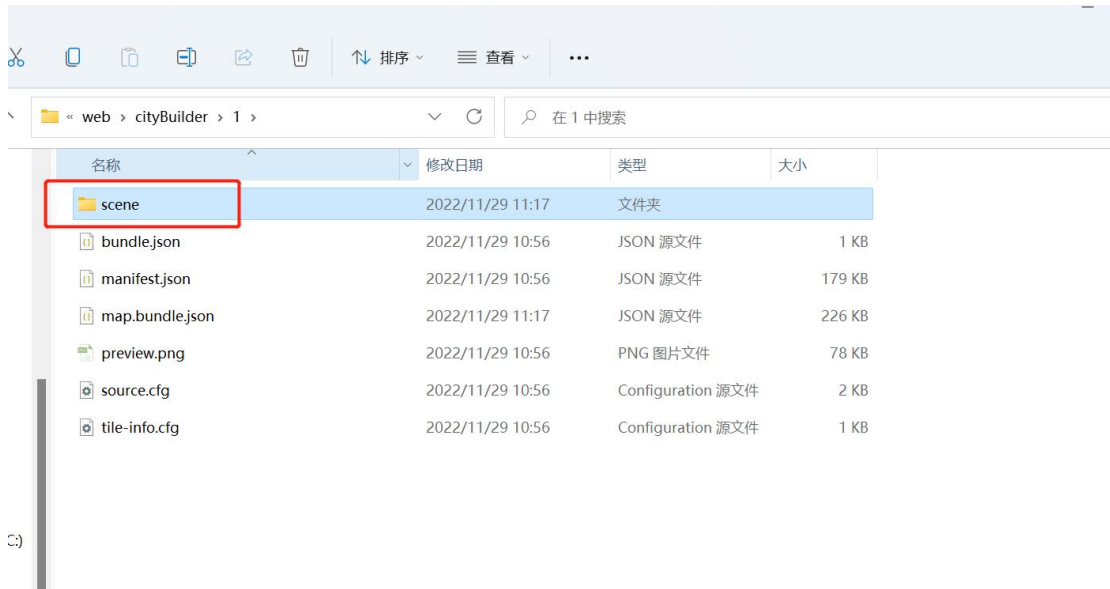 排序 查看
« web › cityBuilder › 1 › 在 1 中搜索
名称 修改日期 类型 大小
scene 2022/11/29 11:17 文件夹
bundle.json 2022/11/29 10:56 JSON 源文件 1 KB
manifest.json 2022/11/29 10:56 JSON 源文件 179 KB
map.bundle.json 2022/11/29 11:17 JSON 源文件 226 KB
preview.png 2022/11/29 10:56 PNG 图片文件 78 KB
source.cfg 2022/11/29 10:56 Configuration 源文件 2 KB
tile-info.cfg 2022/11/29 10:56 Configuration 源文件 1 KB
C:)